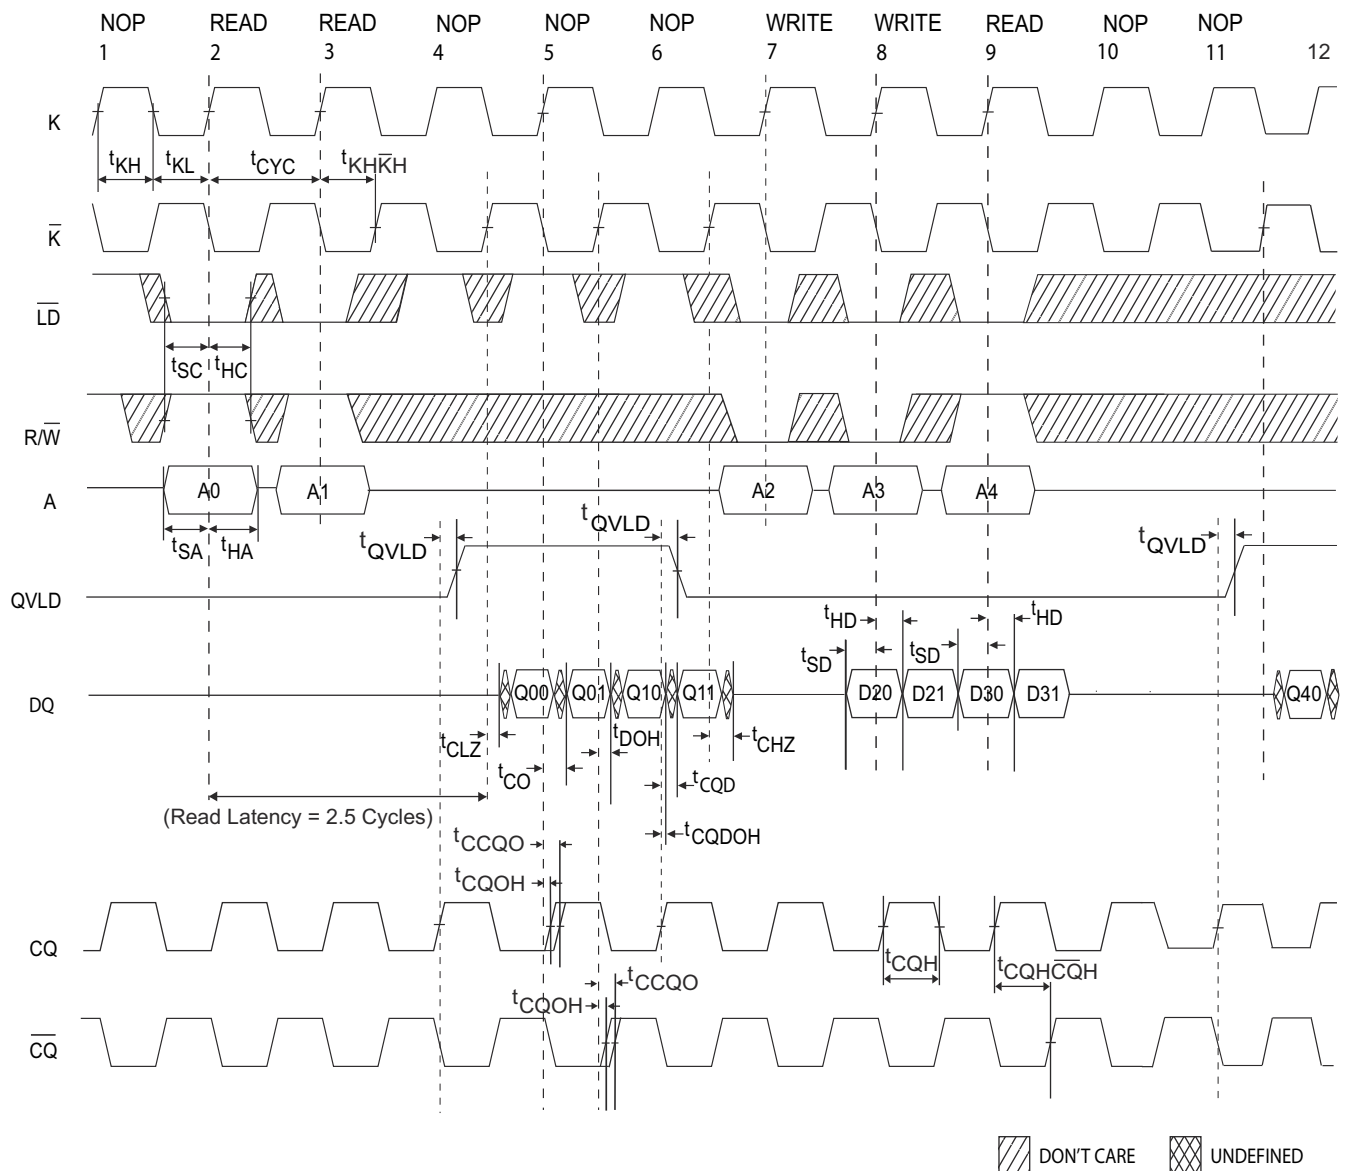 NOP READ READ NOP NOP NOP WRITE WRITE READ NOP NOP
1 2 3 4 5 6 7 8 9 10 11 12
K
tKH tKL tCYC tKHK̅H
K̅
L̅D̅
tSC tHC
R/W̅
A A0 A1 A2 A3 A4
tSA tHA tQVLD tQVLD tQVLD
QVLD
tHD tHD
tSD tSD
DQ Q00 Q01 Q10 Q11 D20 D21 D30 D31 Q40
tCLZ tDOH tCHZ
tCO tCQD
(Read Latency = 2.5 Cycles) tCQDOH
tCCQO
tCQOH
CQ
tCQH tCQHC̅Q̅H
tCCQO
tCQOH
C̅Q̅
DON'T CARE UNDEFINED